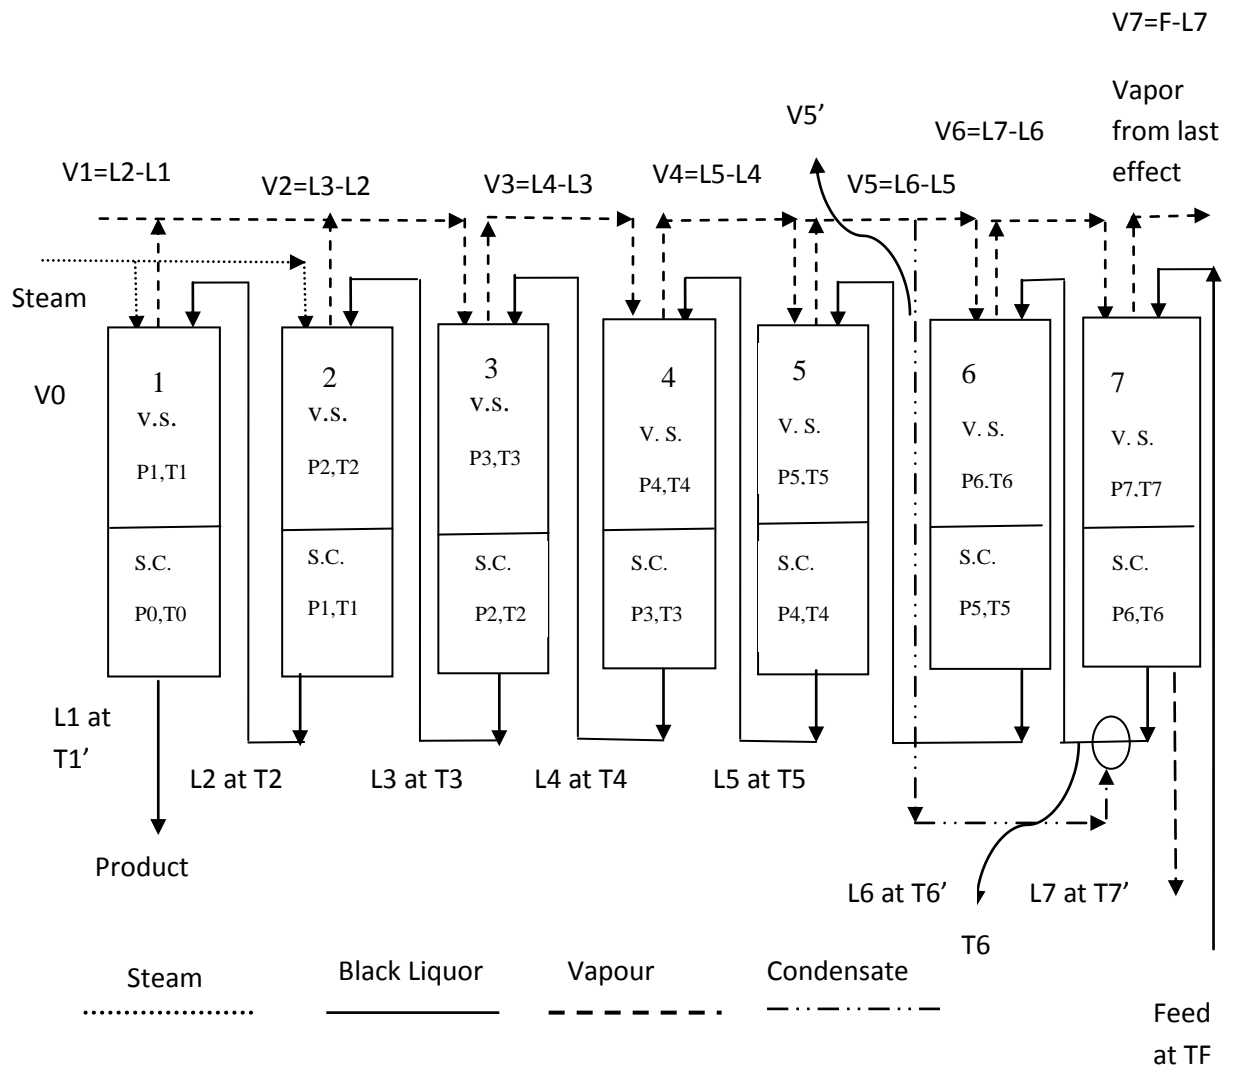 V7=F-L7
Vapor
from last
effect
V5’
V6=L7-L6
V1=L2-L1
V2=L3-L2
V3=L4-L3
V4=L5-L4
V5=L6-L5
Steam
V0
1
v.s.
P1,T1
S.C.
P0,T0
2
v.s.
P2,T2
S.C.
P1,T1
3
v.s.
P3,T3
S.C.
P2,T2
4
V. S.
P4,T4
S.C.
P3,T3
5
V. S.
P5,T5
S.C.
P4,T4
6
V. S.
P6,T6
S.C.
P5,T5
7
V. S.
P7,T7
S.C.
P6,T6
L1 at
T1’
L2 at T2
L3 at T3
L4 at T4
L5 at T5
Product
L6 at T6’
L7 at T7’
T6
Steam
Black Liquor
Vapour
Condensate
Feed
at TF